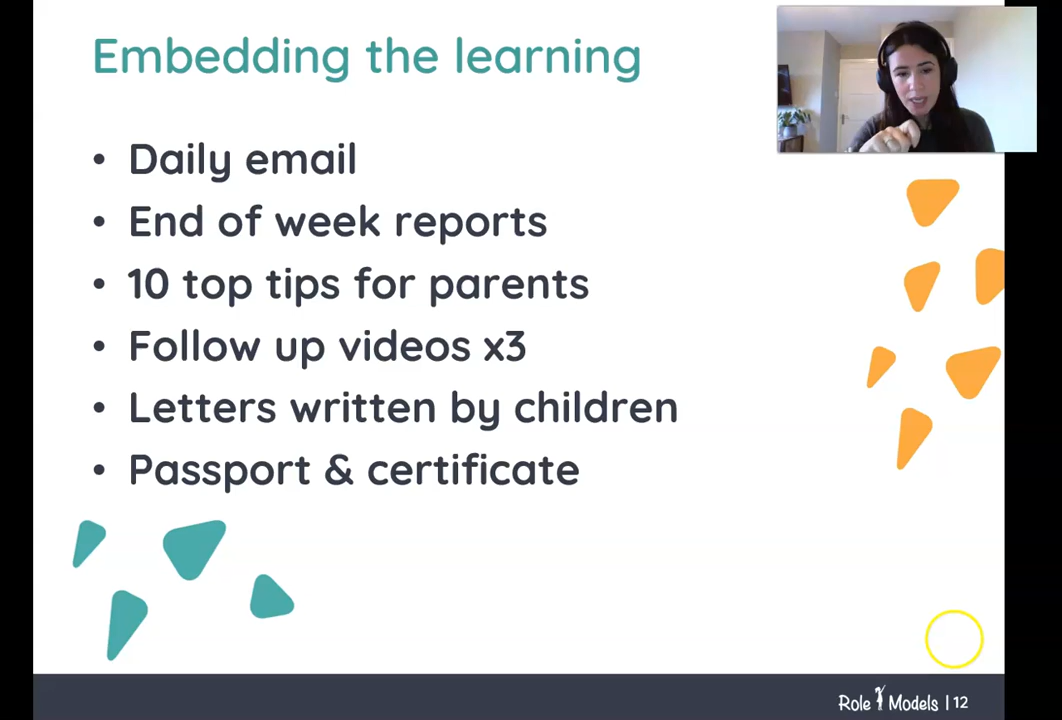 Embedding the learning
• Daily email
• End of week reports
• 10 top tips for parents
• Follow up videos x3
• Letters written by children
• Passport & certificate
Role Models | 12